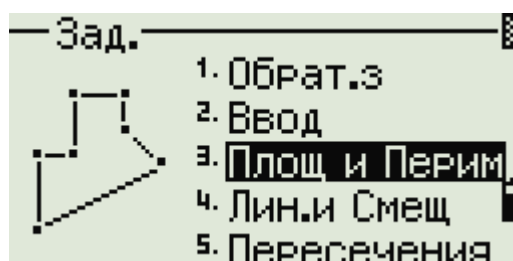 Зад.
1. Обрат.з
2. Ввод
3. Площ и Перим
4. Лин.и Смещ
5. Пересечения